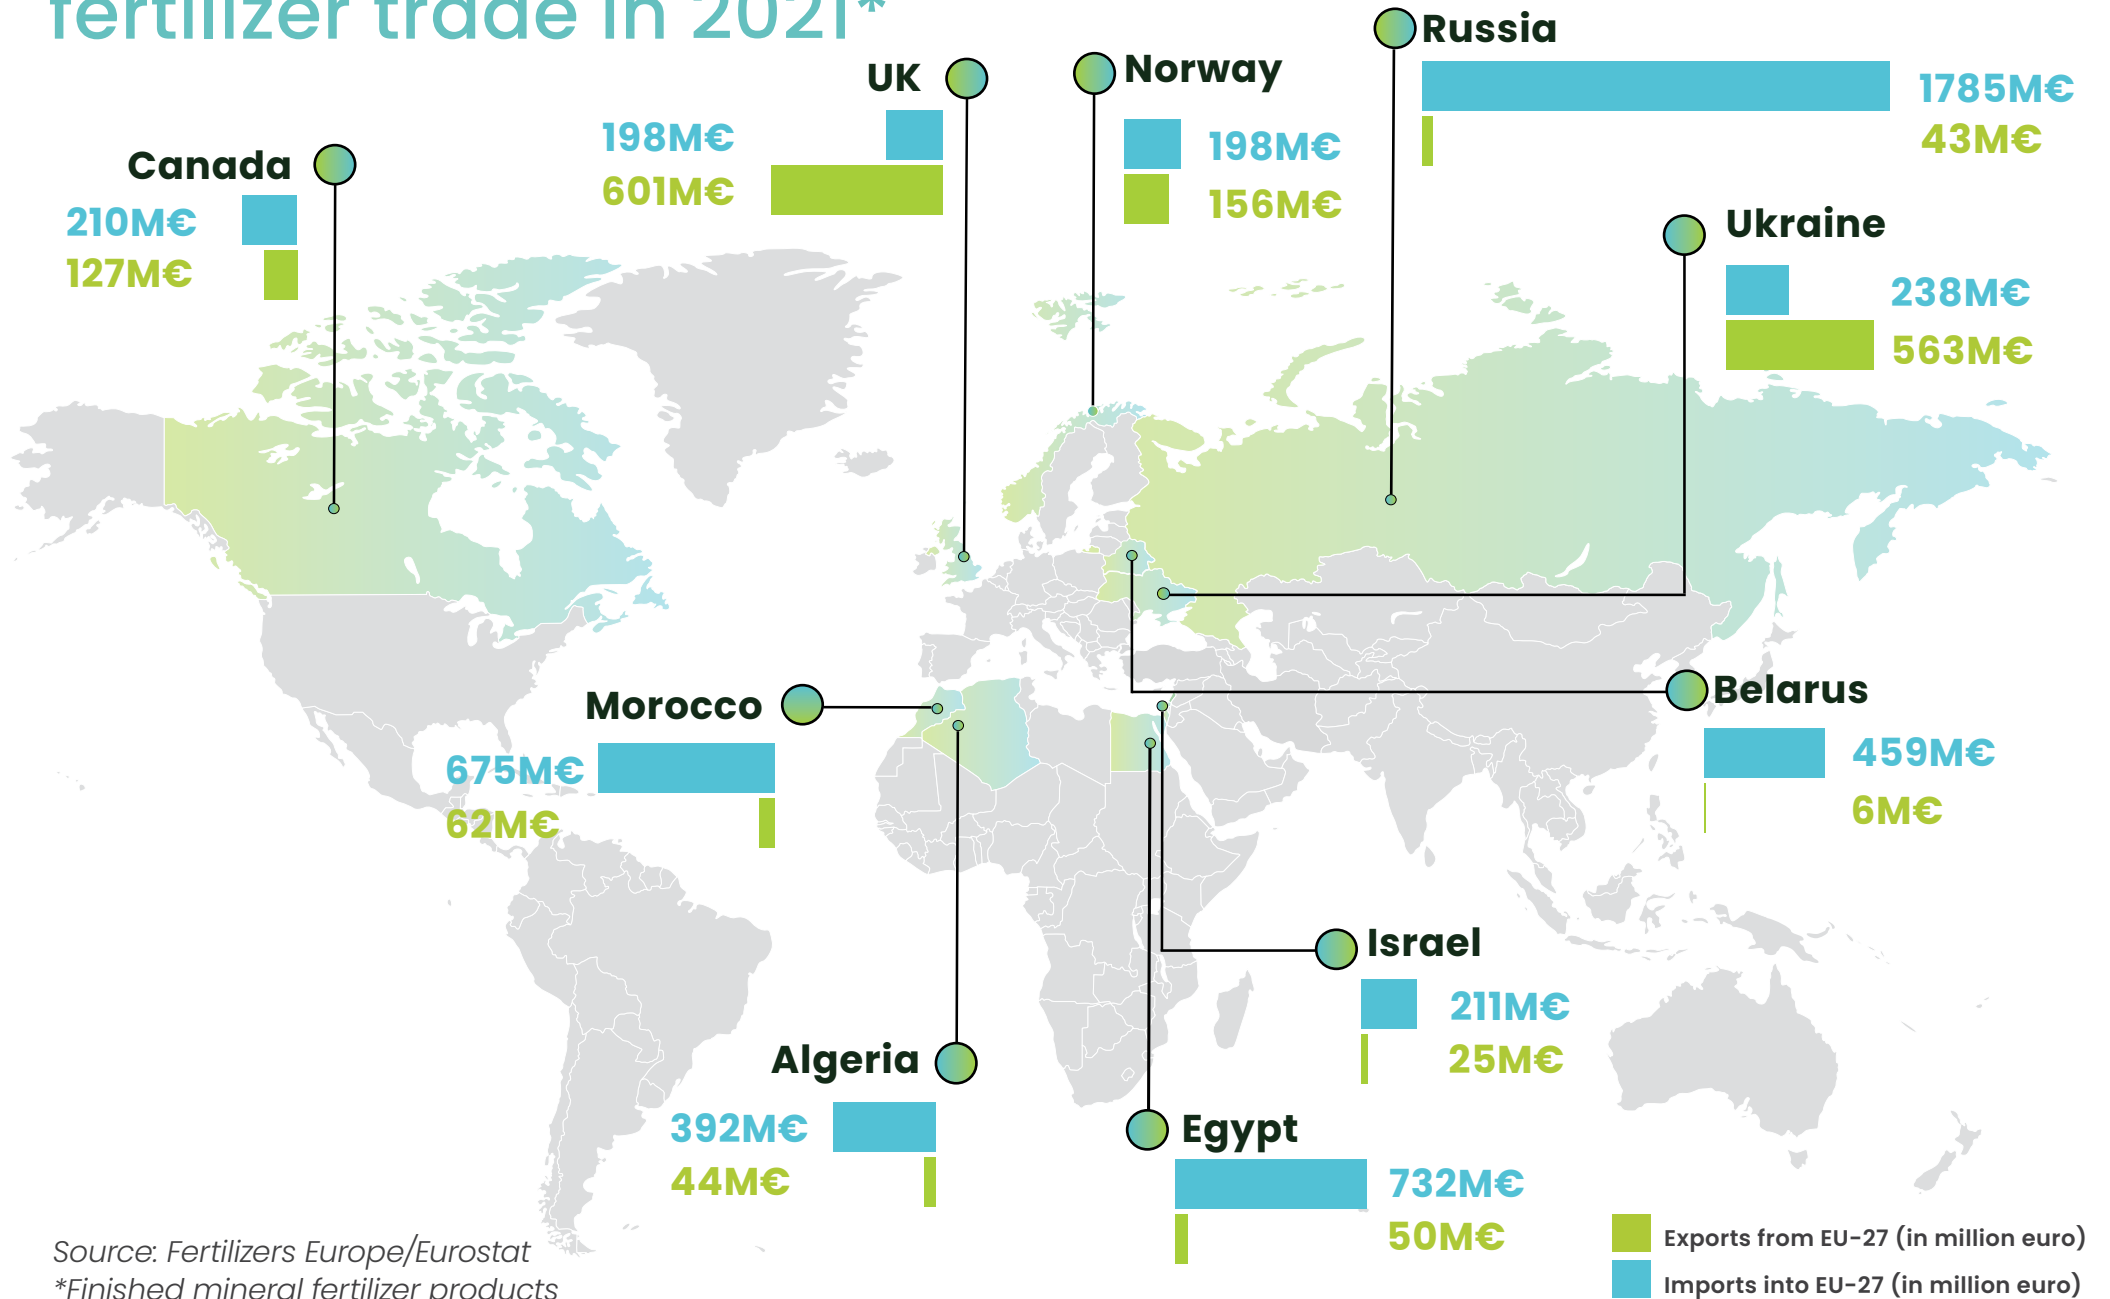 fertilizer trade in 2021*
Russia
1785M€
43M€
UK
198M€
601M€
Norway
198M€
156M€
Canada
210M€
127M€
Ukraine
238M€
563M€
Morocco
675M€
62M€
Belarus
459M€
6M€
Israel
211M€
25M€
Algeria
392M€
44M€
Egypt
732M€
50M€
Source: Fertilizers Europe/Eurostat
*Finished mineral fertilizer products
Exports from EU-27 (in million euro)
Imports into EU-27 (in million euro)